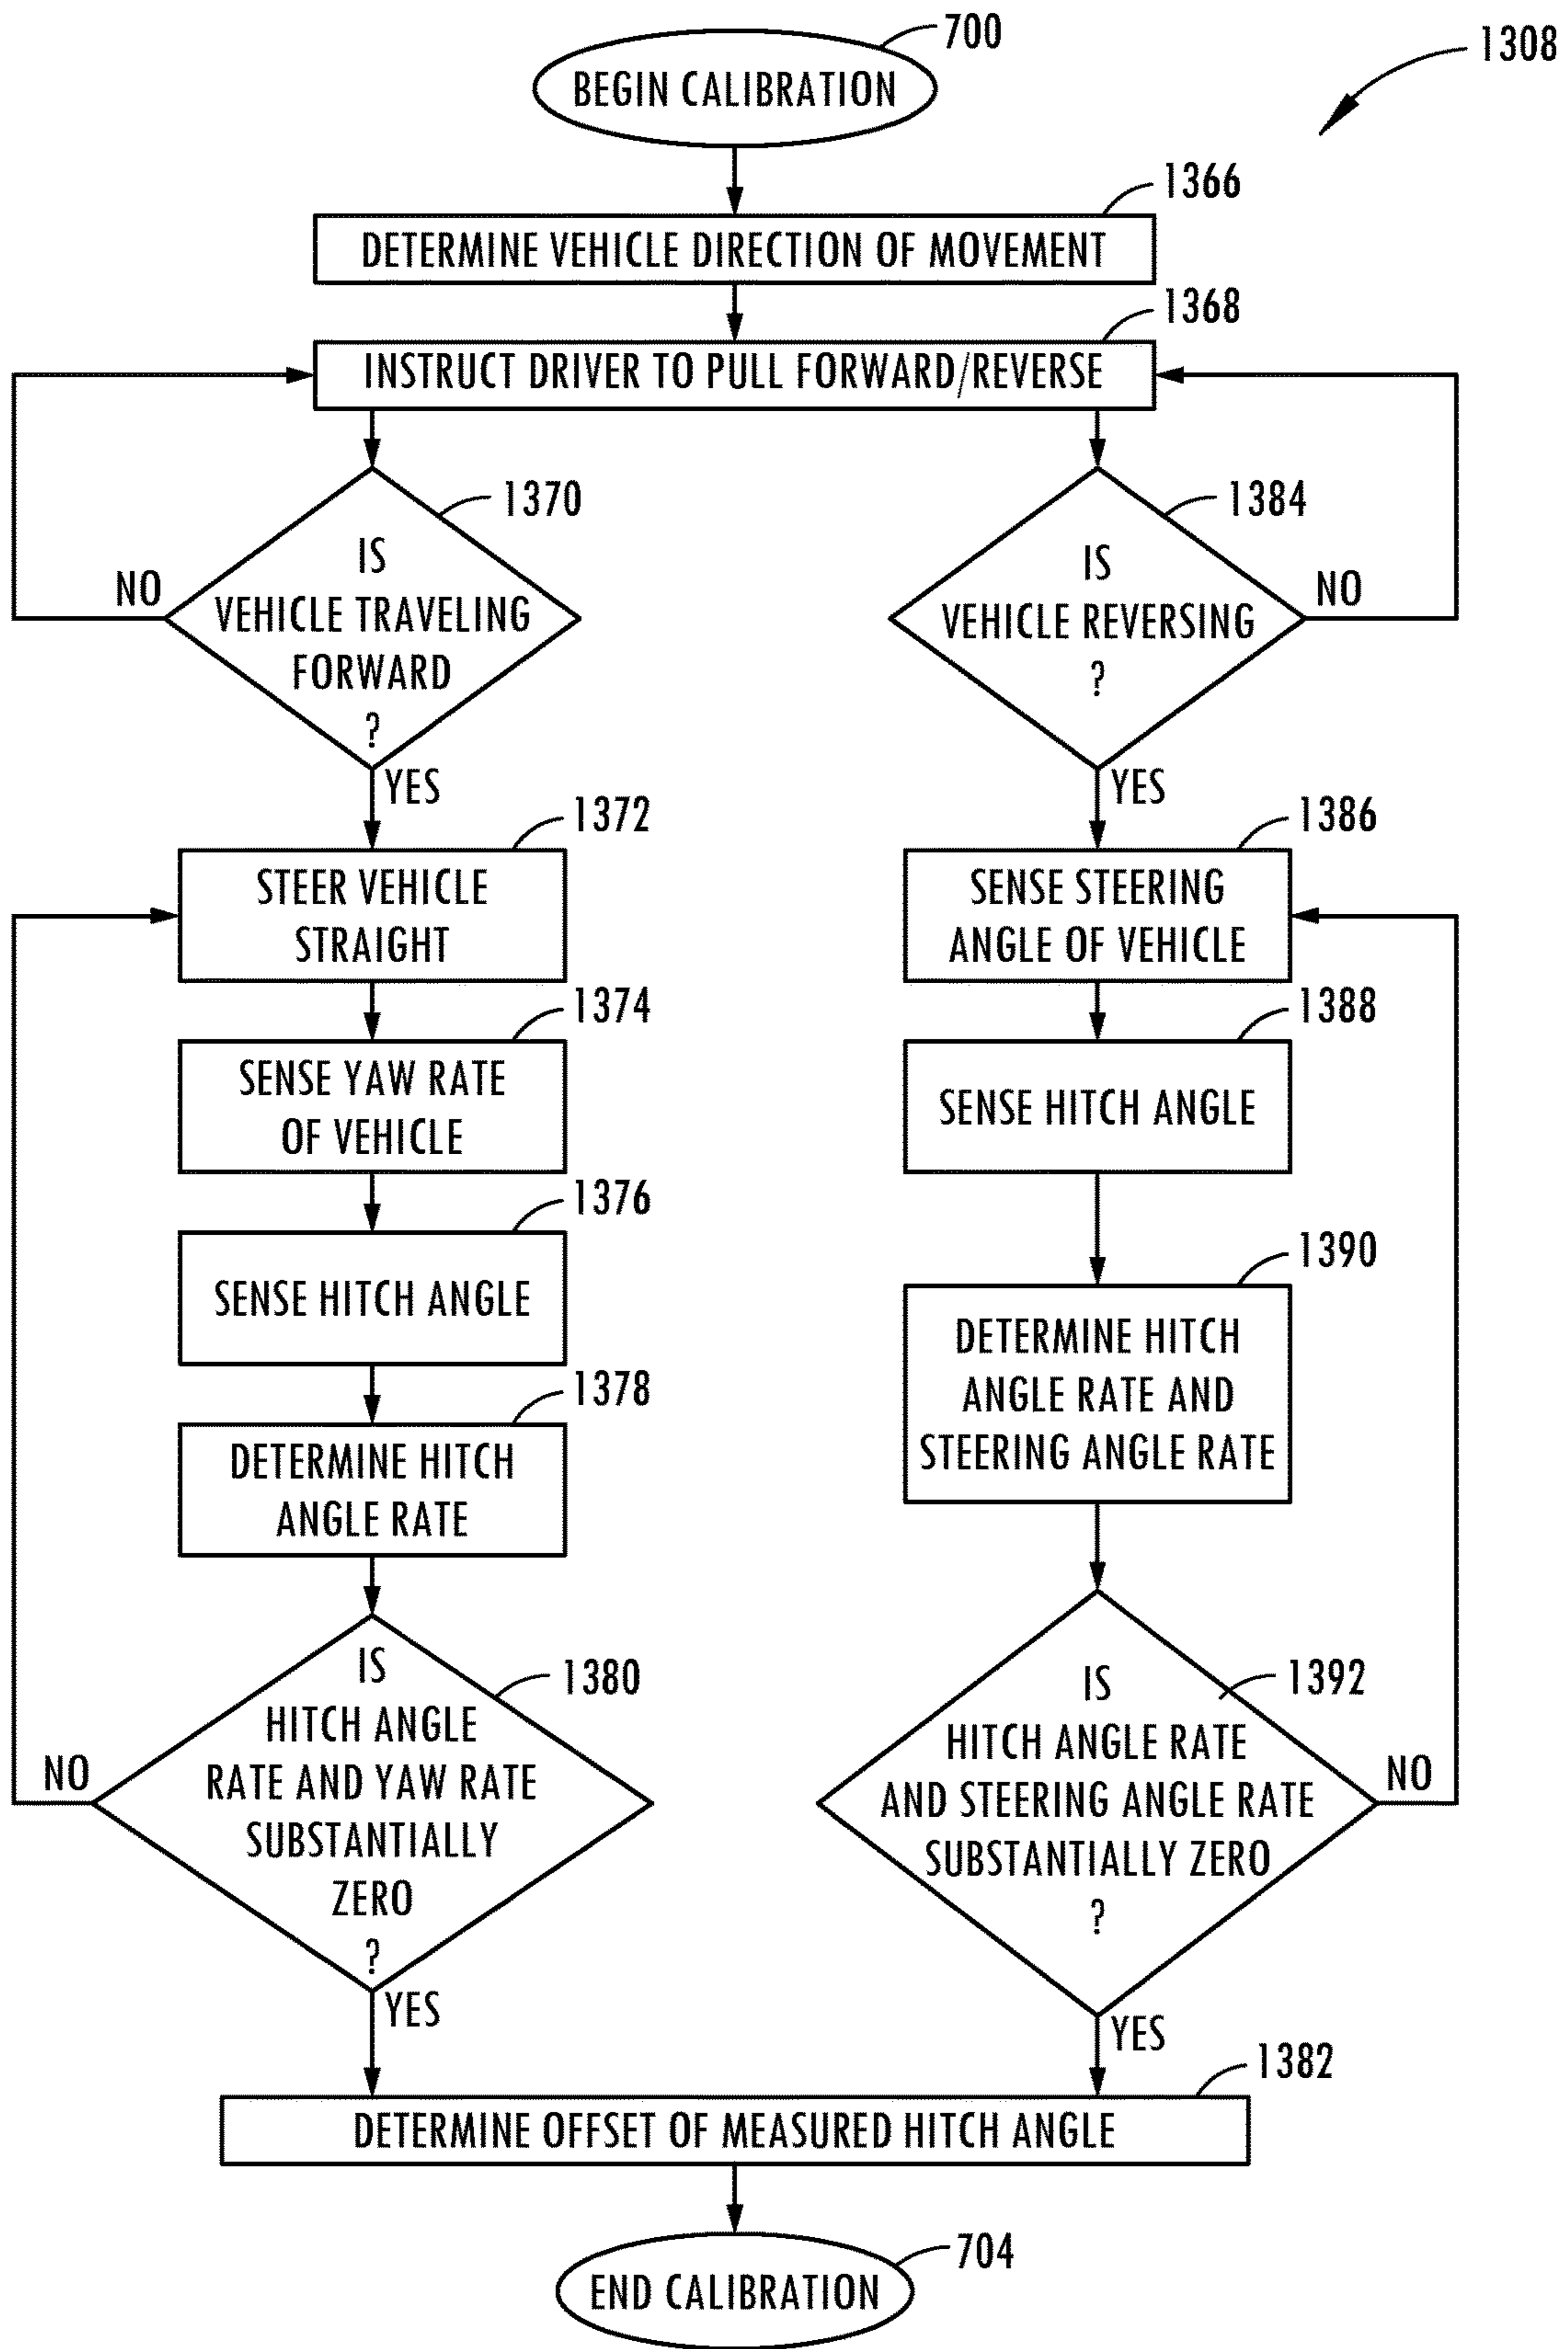 700
BEGIN CALIBRATION
1308
1366
DETERMINE VEHICLE DIRECTION OF MOVEMENT
1368
INSTRUCT DRIVER TO PULL FORWARD/REVERSE
1370
IS
VEHICLE TRAVELING
FORWARD
?
NO
YES
1384
IS
VEHICLE REVERSING
?
NO
YES
1372
STEER VEHICLE
STRAIGHT
1374
SENSE YAW RATE
OF VEHICLE
1376
SENSE HITCH ANGLE
1378
DETERMINE HITCH
ANGLE RATE
1380
IS
HITCH ANGLE
RATE AND YAW RATE
SUBSTANTIALLY
ZERO
?
NO
YES
1386
SENSE STEERING
ANGLE OF VEHICLE
1388
SENSE HITCH ANGLE
1390
DETERMINE HITCH
ANGLE RATE AND
STEERING ANGLE RATE
1392
IS
HITCH ANGLE RATE
AND STEERING ANGLE RATE
SUBSTANTIALLY ZERO
?
NO
YES
1382
DETERMINE OFFSET OF MEASURED HITCH ANGLE
704
END CALIBRATION